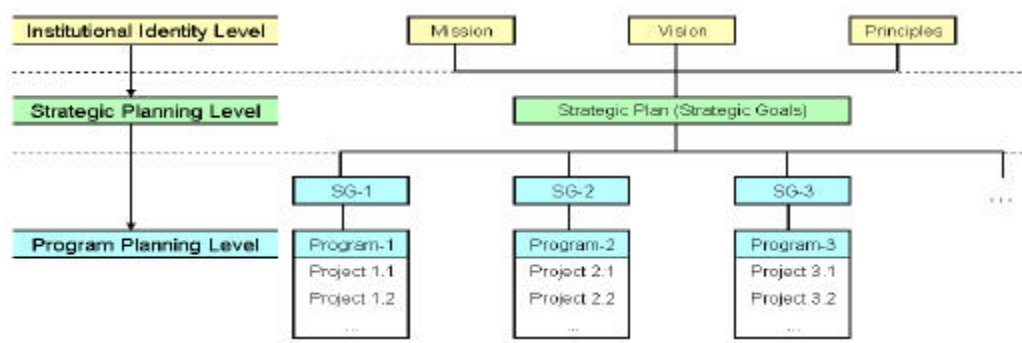 Institutional Identity Level
Mission
Vision
Principles
Strategic Planning Level
Strategic Plan (Strategic Goals)
SG-1
SG-2
SG-3
...
Program Planning Level
Program-1
Project 1.1
Project 1.2
...
Program-2
Project 2.1
Project 2.2
...
Program-3
Project 3.1
Project 3.2
...